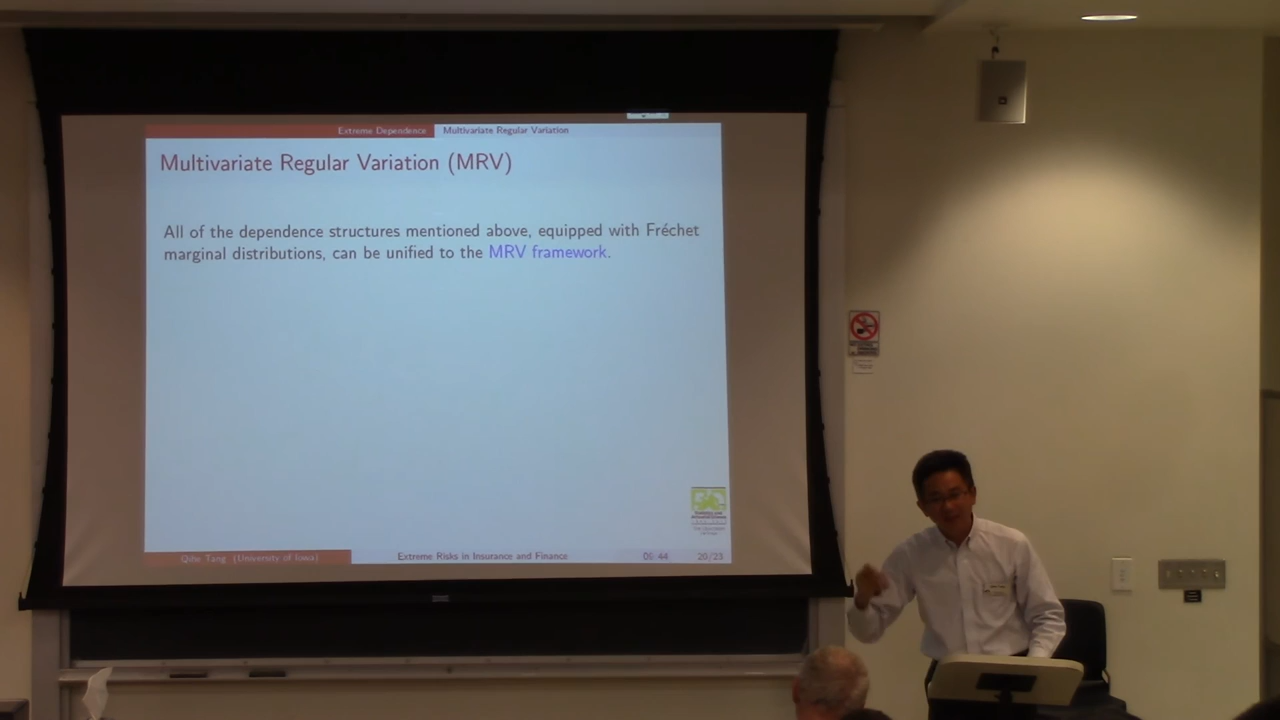 Extreme Dependence Multivariate Regular Variation
Multivariate Regular Variation (MRV)
All of the dependence structures mentioned above, equipped with Fréchet
marginal distributions, can be unified to the MRV framework.
Qihe Tang (University of Iowa) Extreme Risks in Insurance and Finance 06:44 20/23